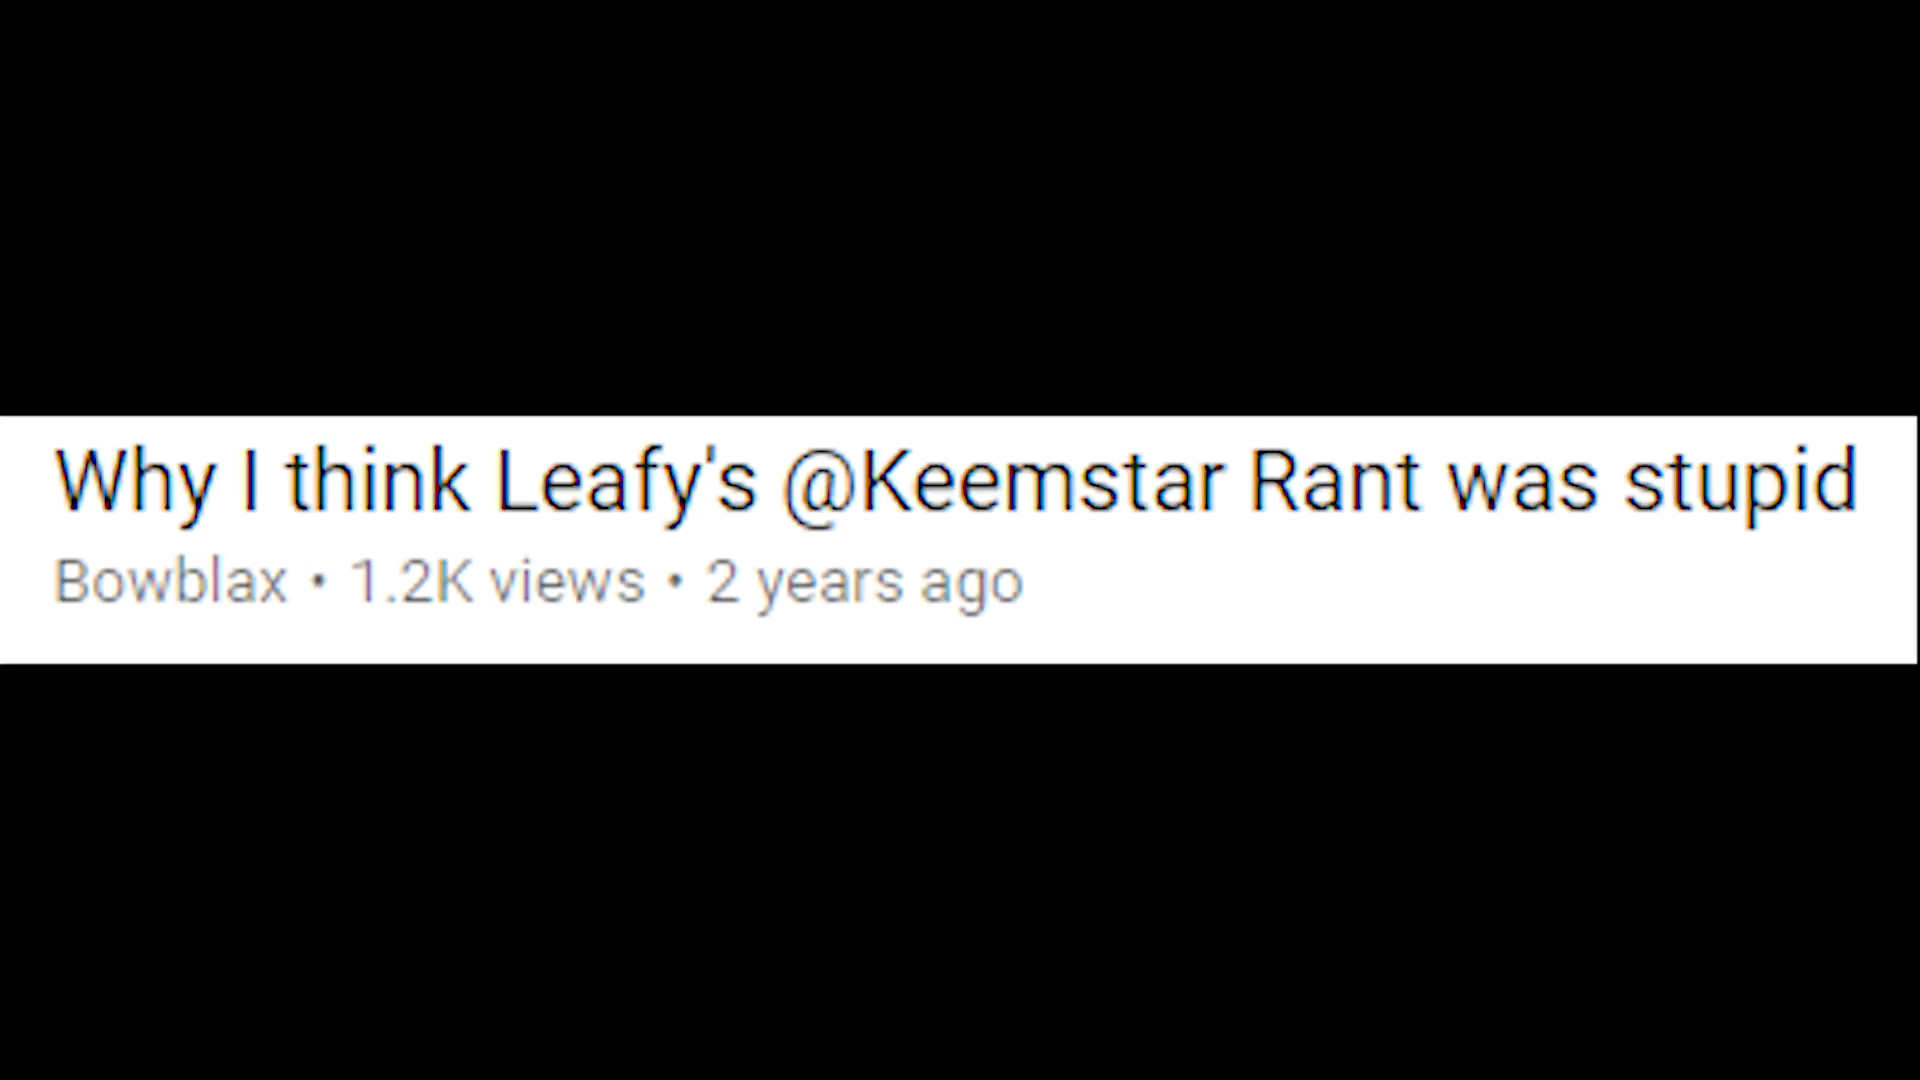 Why I think Leafy's @Keemstar Rant was stupid
Bowblax • 1.2K views • 2 years ago